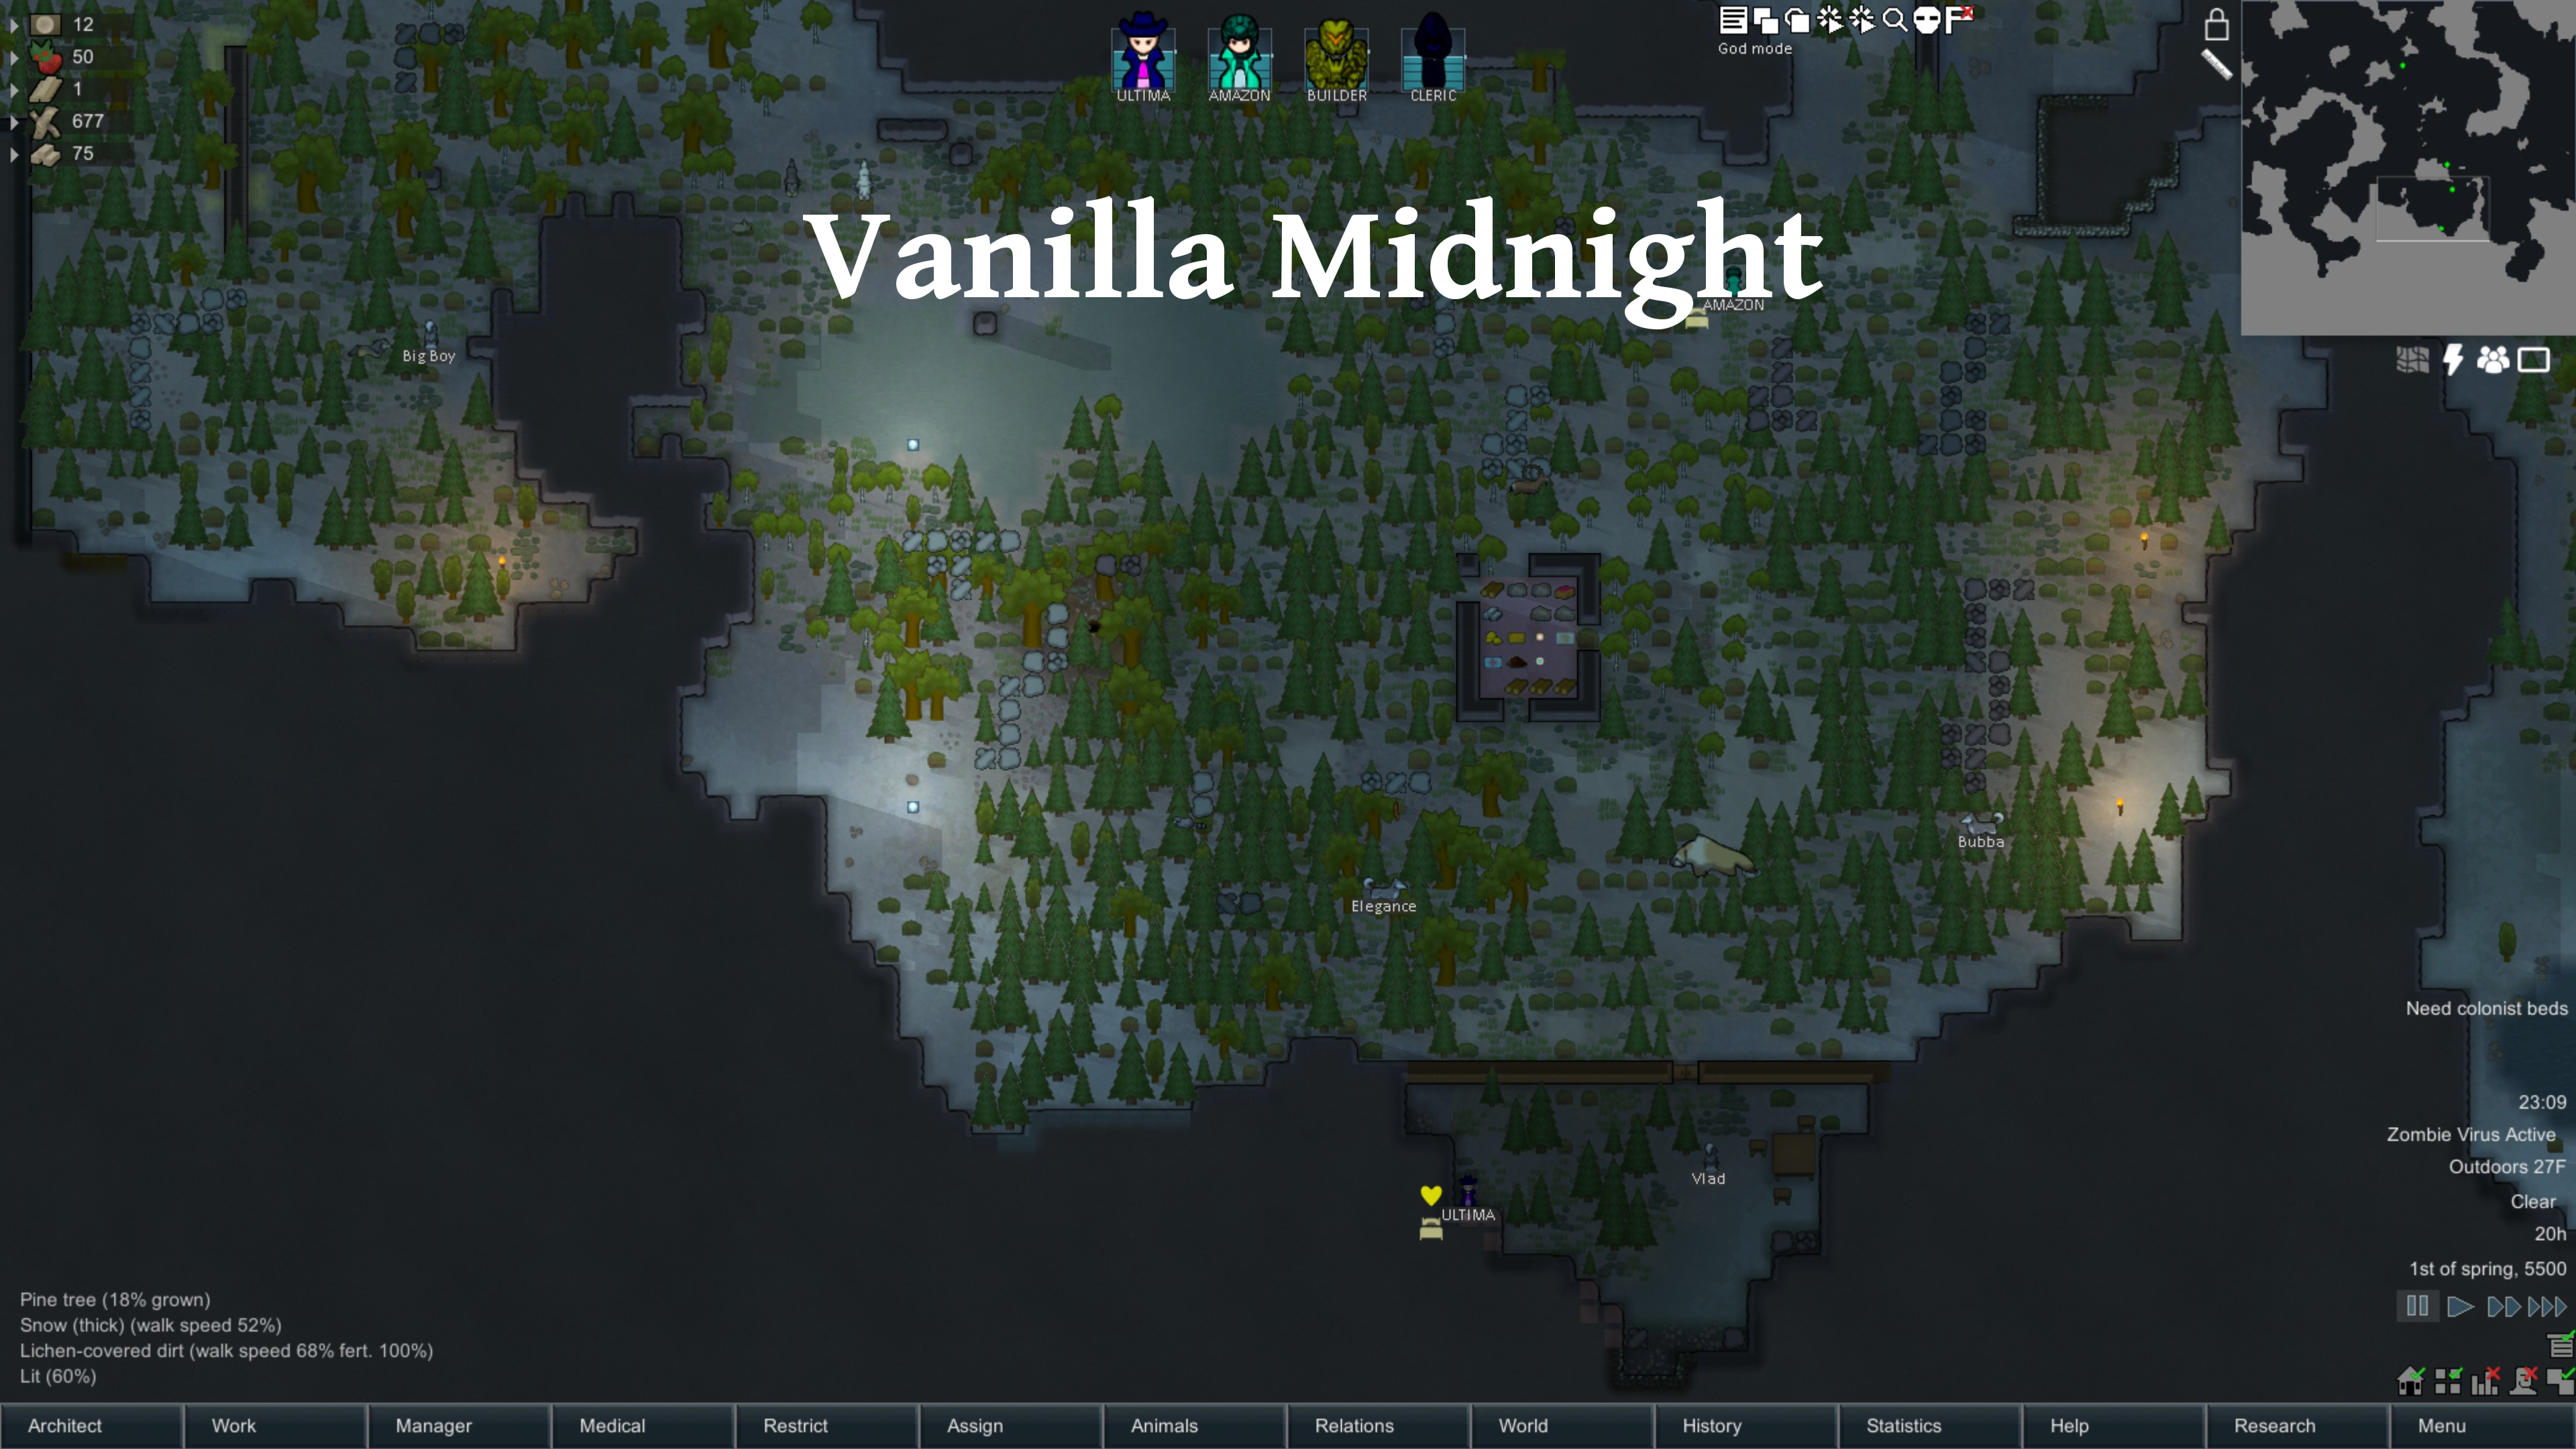 12
50
1
677
75
ULTIMA
AMAZON
BUILDER
CLERIC
God mode
Vanilla Midnight
AMAZON
Big Boy
Bubba
Elegance
Vlad
ULTIMA
Need colonist beds
23:09
Zombie Virus Active
Outdoors 27F
Clear
20h
1st of spring, 5500
Pine tree (18% grown)
Snow (thick) (walk speed 52%)
Lichen-covered dirt (walk speed 68% fert. 100%)
Lit (60%)
Architect Work Manager Medical Restrict Assign Animals Relations World History Statistics Help Research Menu